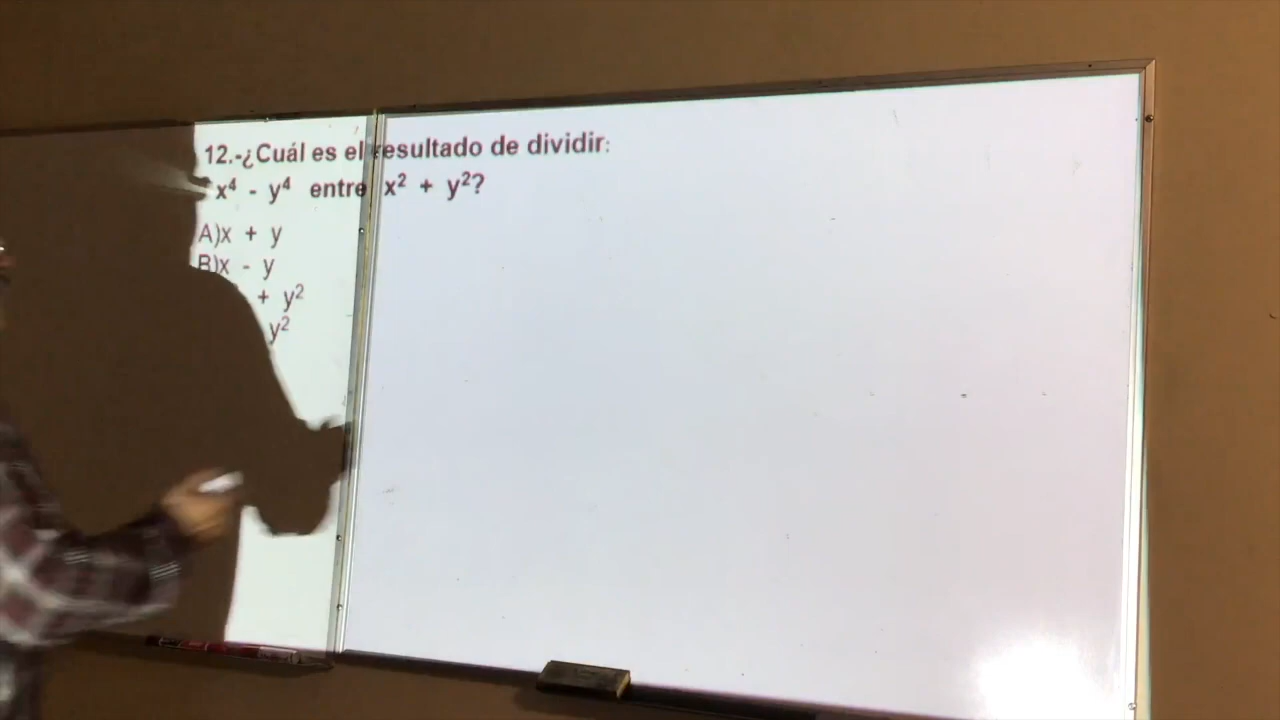 12.-¿Cuál es el resultado de dividir:
x⁴ - y⁴ entre x² + y²?
A)x + y
B)x - y
+ y²
y²